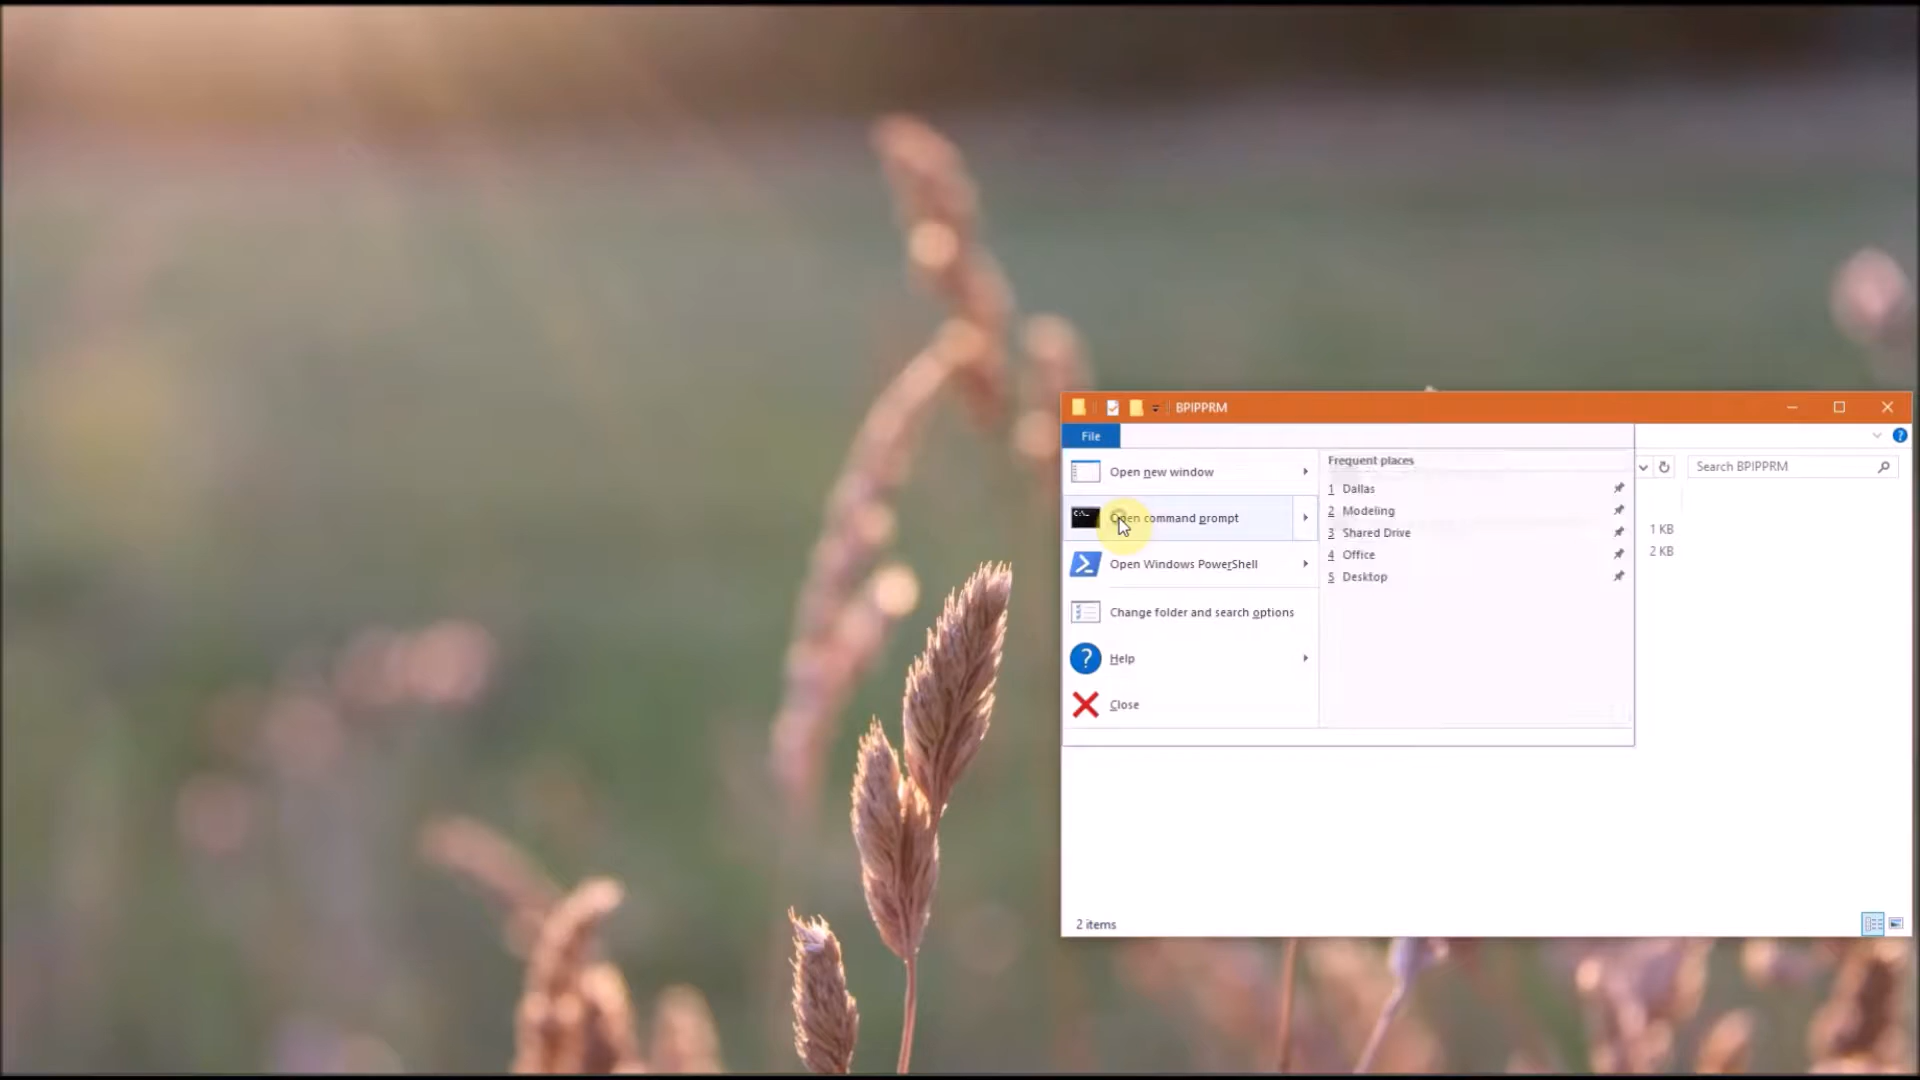 BPIPPRM
File
Open new window
Open command prompt
Open Windows PowerShell
Change folder and search options
Help
Close
Frequent places
1 Dallas
2 Modeling
3 Shared Drive
4 Office
5 Desktop
Search BPIPPRM
1 KB
2 KB
2 items